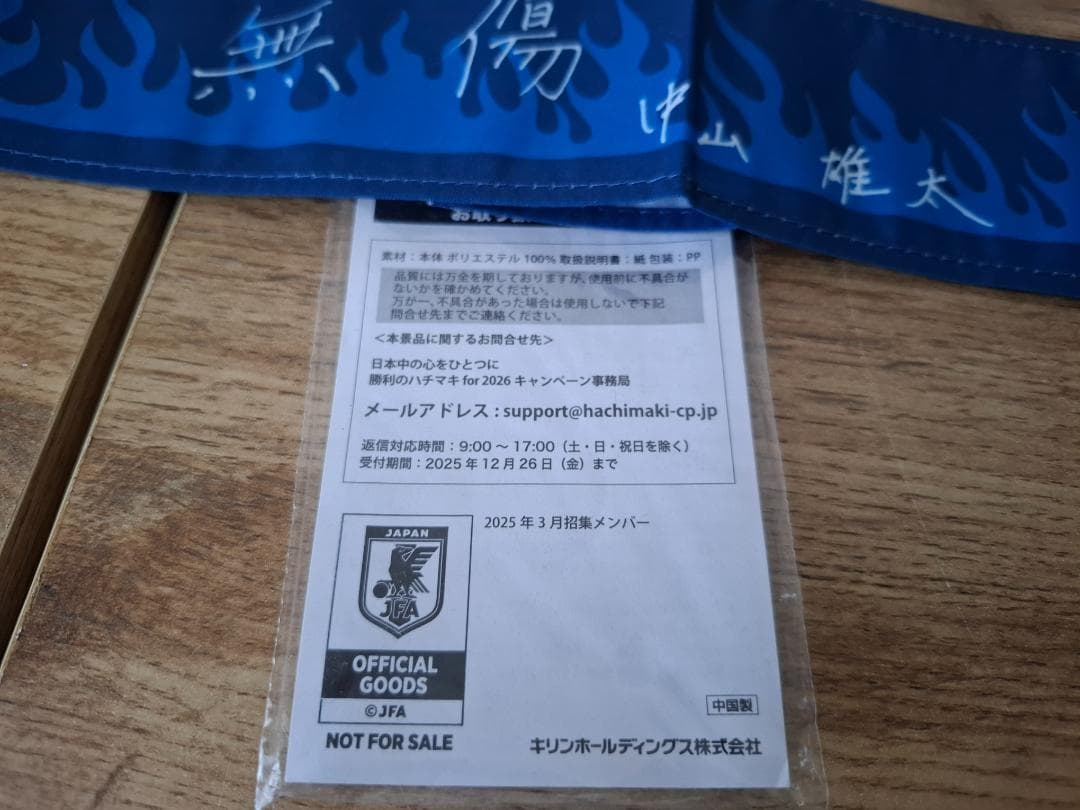 無傷
中山 雄太
素材：本体 ポリエステル 100% 取扱説明書：紙 包装：PP
品質には万全を期しておりますが、使用前に不具合が
ないかを確かめてください。
万が一、不具合があった場合は使用しないで下記
問合せ先までご連絡ください。
＜本景品に関するお問合せ先＞
日本中の心をひとつに
勝利のハチマキ for 2026 キャンペーン事務局
メールアドレス : support@hachimaki-cp.jp
返信対応時間：9:00 ～ 17:00（土・日・祝日を除く）
受付期間：2025 年 12 月 26 日（金）まで
2025 年 3 月招集メンバー
JAPAN
JFA
OFFICIAL
GOODS
©JFA
NOT FOR SALE
中国製
キリンホールディングス株式会社